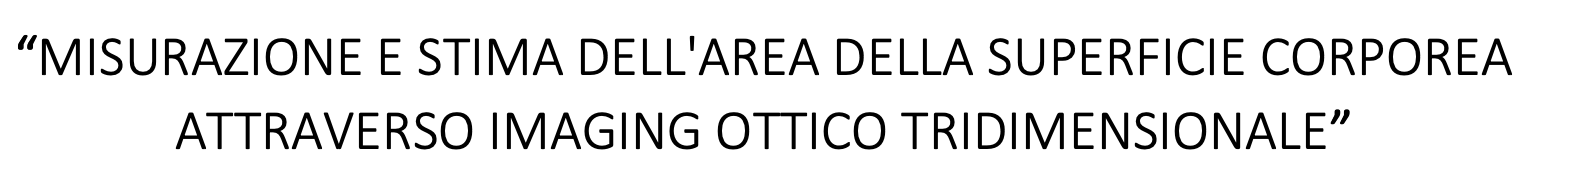 “MISURAZIONE E STIMA DELL'AREA DELLA SUPERFICIE CORPOREA
ATTRAVERSO IMAGING OTTICO TRIDIMENSIONALE”